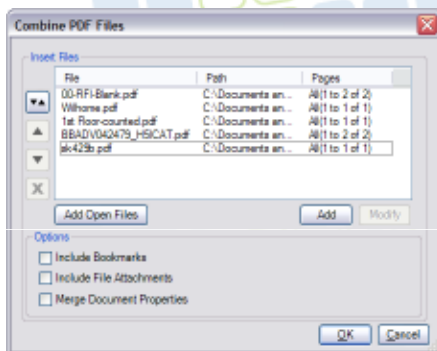 Combine PDF Files
Insert Files
File Path Pages
00-RFI-Blank.pdf C:\Documents an... All(1 to 2 of 2)
Wilhome.pdf C:\Documents an... All(1 to 1 of 1)
1st Floor-counted.pdf C:\Documents an... All(1 to 1 of 1)
BBADV042479_HSICAT.pdf C:\Documents an... All(1 to 2 of 2)
sk429b.pdf C:\Documents an... All(1 to 1 of 1)
Add Open Files Add Modify
Options
Include Bookmarks
Include File Attachments
Merge Document Properties
OK Cancel